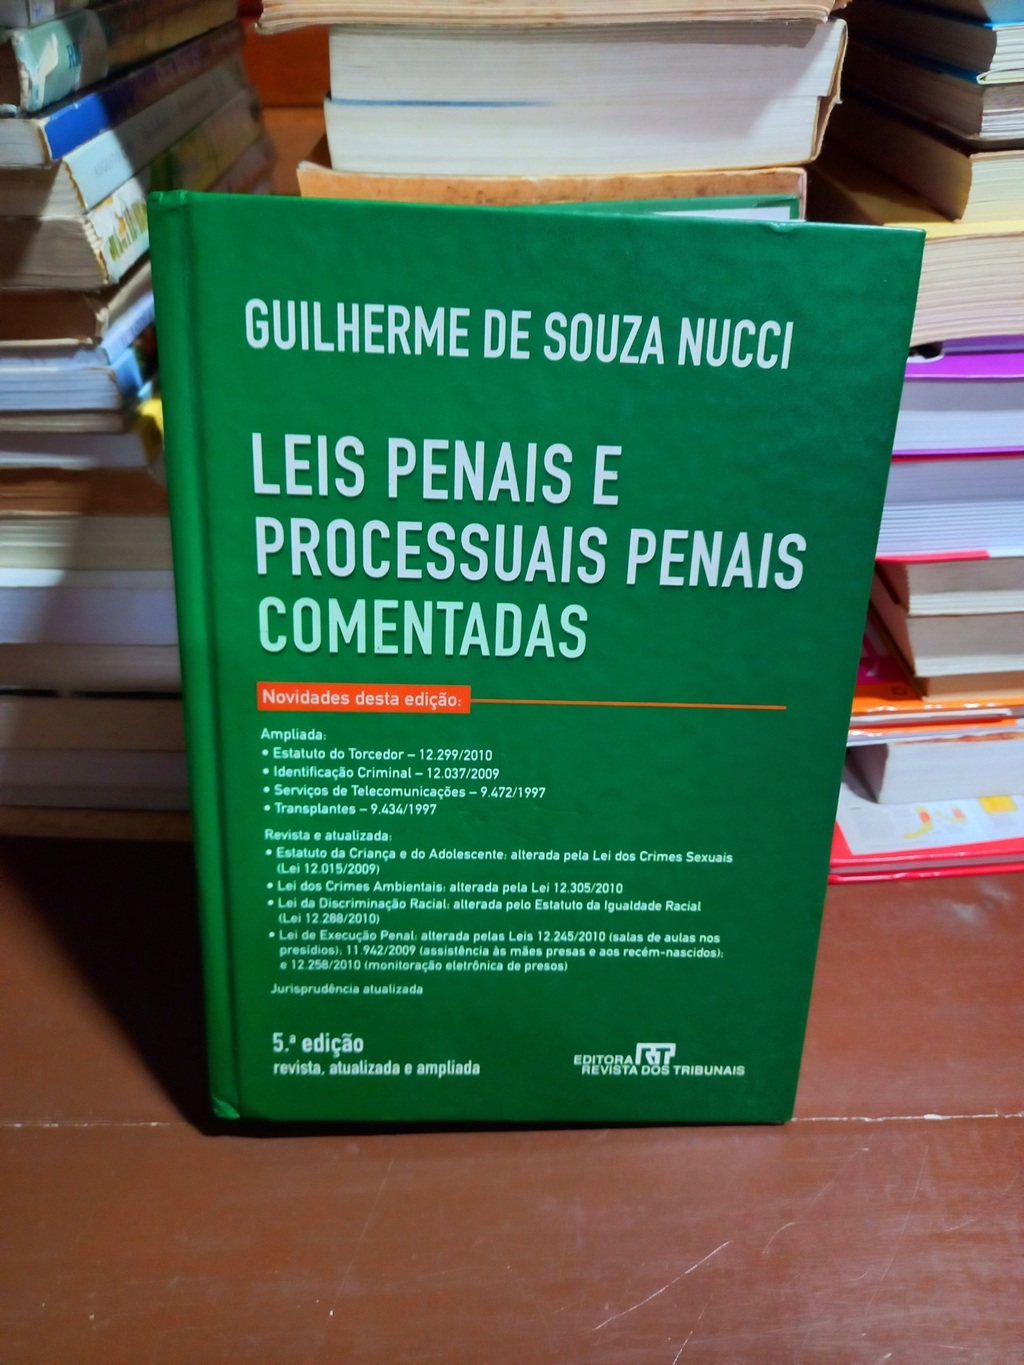 GUILHERME DE SOUZA NUCCI
LEIS PENAIS E
PROCESSUAIS PENAIS
COMENTADAS
Novidades desta edição:
Ampliada:
• Estatuto do Torcedor – 12.299/2010
• Identificação Criminal – 12.037/2009
• Serviços de Telecomunicações – 9.472/1997
• Transplantes – 9.434/1997
Revista e atualizada:
• Estatuto da Criança e do Adolescente: alterada pela Lei dos Crimes Sexuais
(Lei 12.015/2009)
• Lei dos Crimes Ambientais: alterada pela Lei 12.305/2010
• Lei da Discriminação Racial: alterada pelo Estatuto da Igualdade Racial
(Lei 12.288/2010)
• Lei de Execução Penal: alterada pelas Leis 12.245/2010 (salas de aulas nos
presídios); 11.942/2009 (assistência às mães presas e aos recém-nascidos);
e 12.258/2010 (monitoração eletrônica de presos)
Jurisprudência atualizada
5.ª edição
revista, atualizada e ampliada
EDITORA RT
REVISTA DOS TRIBUNAIS